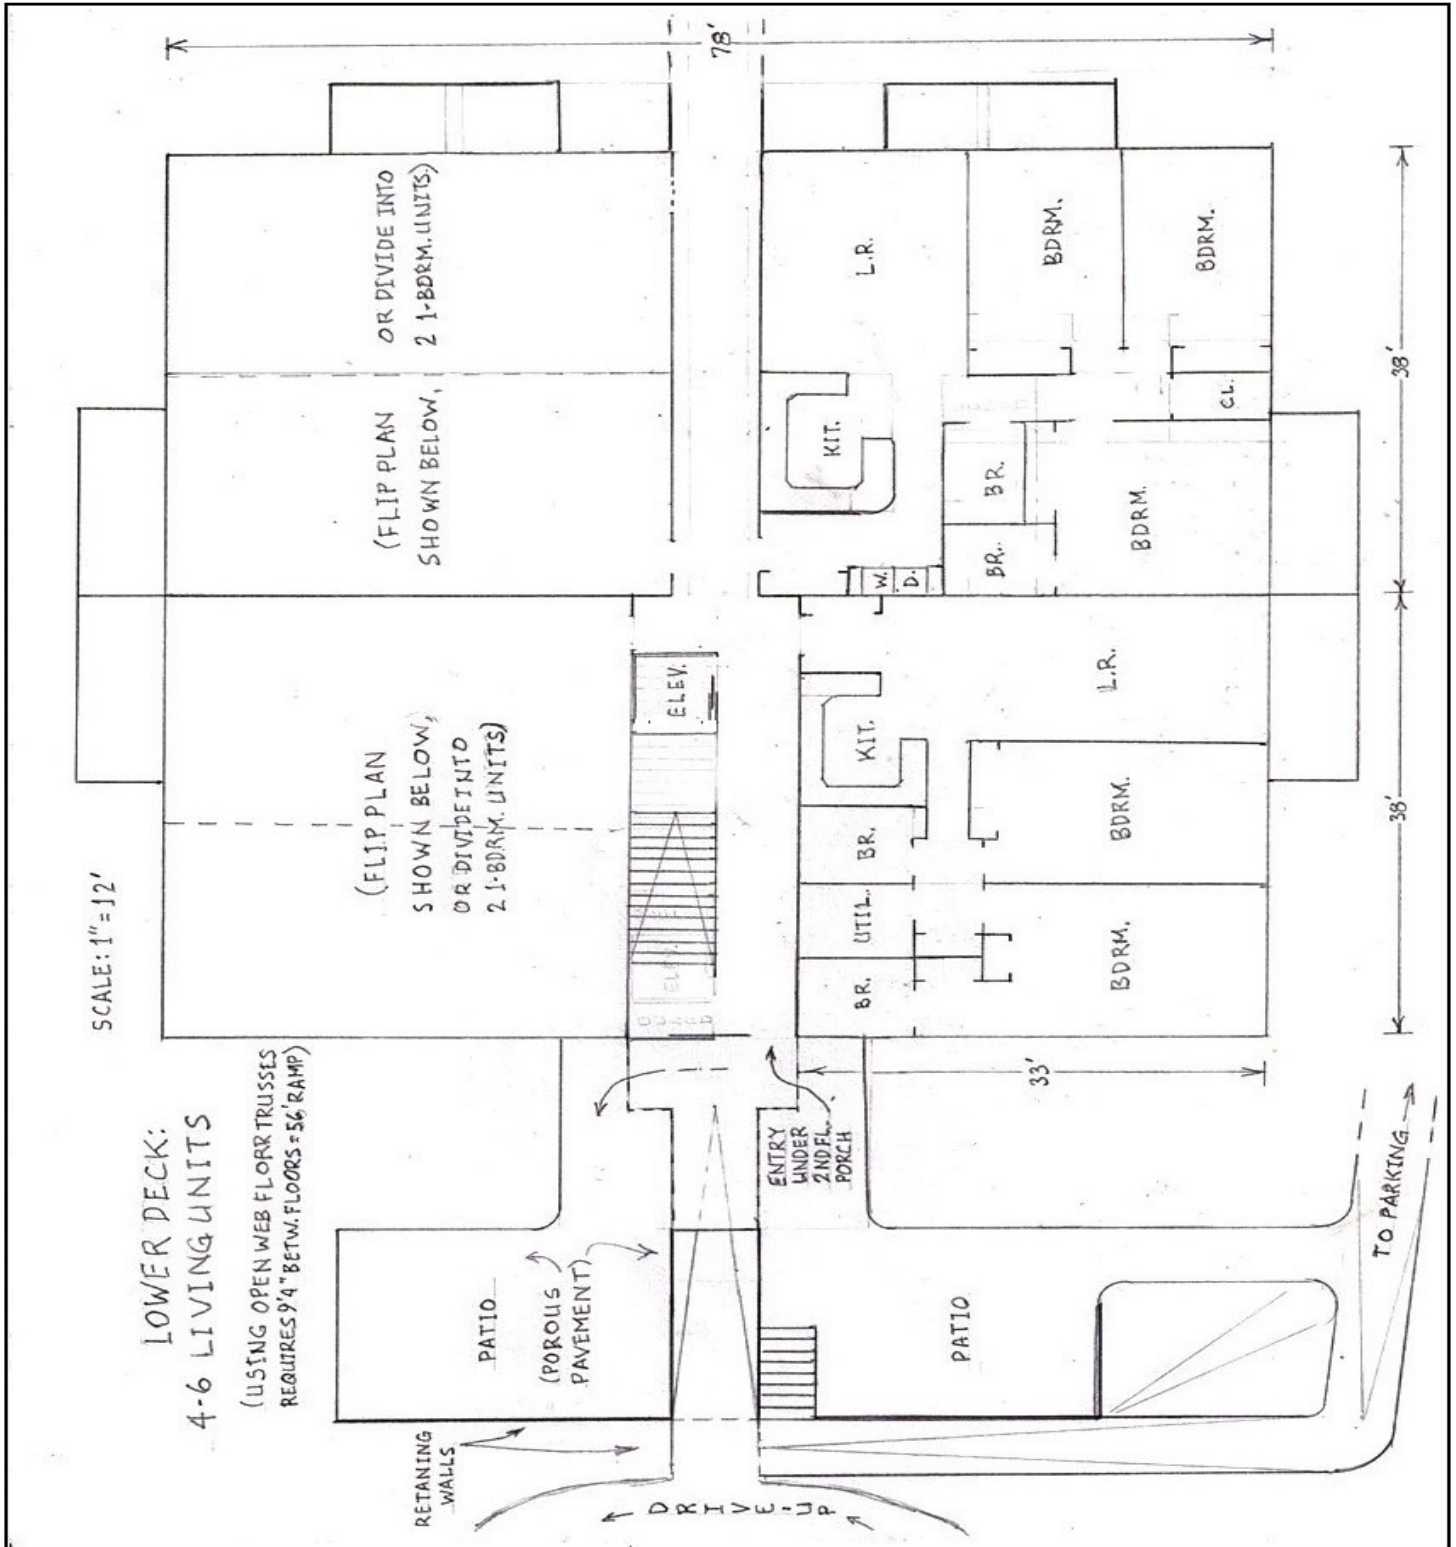 LOWER DECK:
4-6 LIVING UNITS
(USING OPEN WEB FLORR TRUSSES
REQUIRES 9'4" BETW. FLOORS = 56' RAMP)
SCALE: 1"=12'
RETANING
WALLS
PATIO
(POROUS
PAVEMENT)
(FLIP PLAN
SHOWN BELOW,
OR DIVIDE INTO
2 1-BDRM. UNITS)
(FLIP PLAN
SHOWN BELOW,
OR DIVIDE INTO
2 1-BDRM. UNITS.)
ELEV.
78'
DRIVE-UP
ENTRY
UNDER
2ND FL.
PORCH
PATIO
BR.
UTIL.
BR.
KIT.
W.
D.
KIT.
L.R.
BR.
BR.
BDRM.
BDRM.
BDRM.
L.R.
BDRM.
BDRM.
CL.
33'
TO PARKING
38'
38'